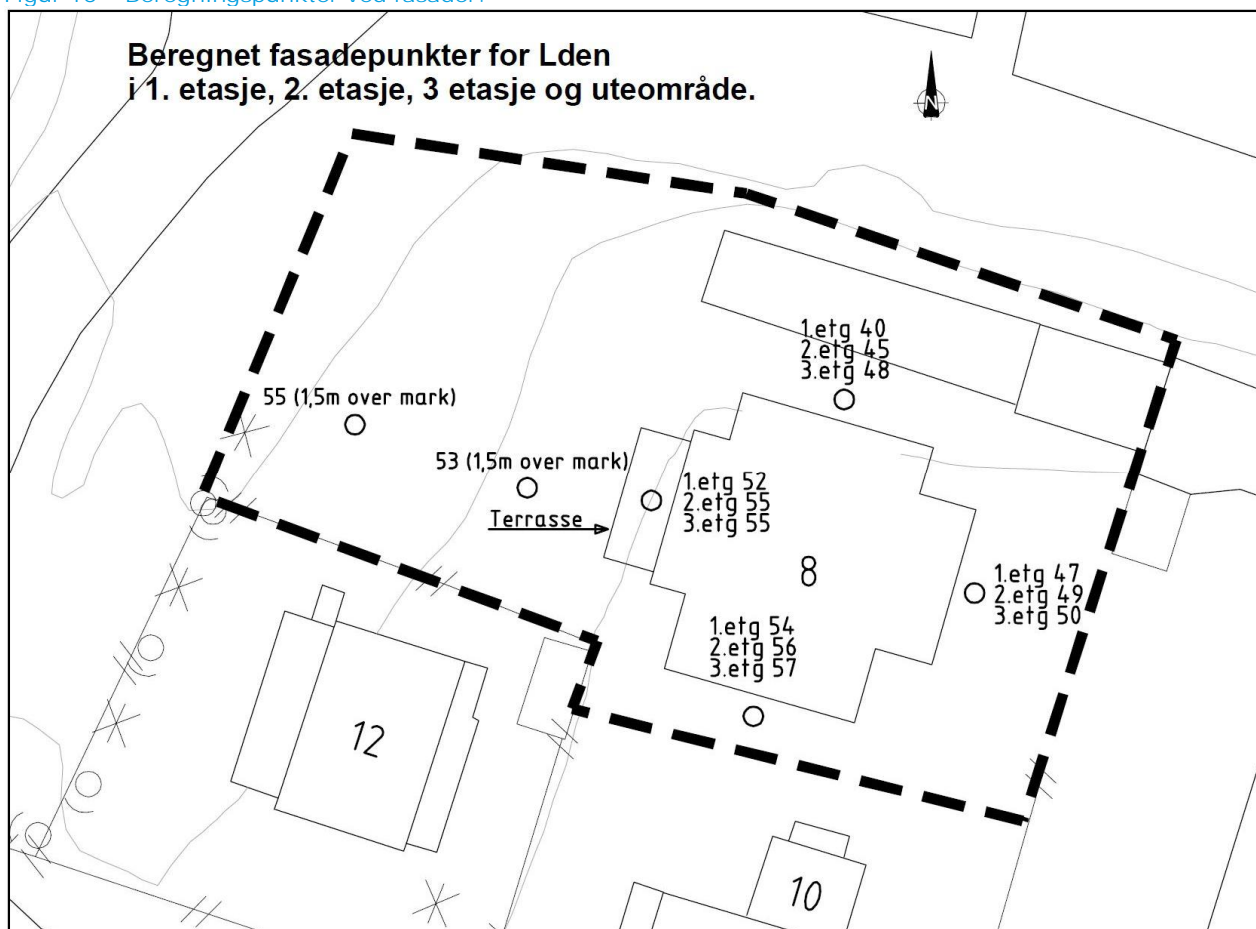 Beregnet fasadepunkter for Lden
i 1. etasje, 2. etasje, 3 etasje og uteområde.
N
1.etg 40
2.etg 45
3.etg 48
55 (1,5m over mark)
53 (1,5m over mark)
1.etg 52
2.etg 55
3.etg 55
Terrasse
8
1.etg 47
2.etg 49
3.etg 50
1.etg 54
2.etg 56
3.etg 57
12
10